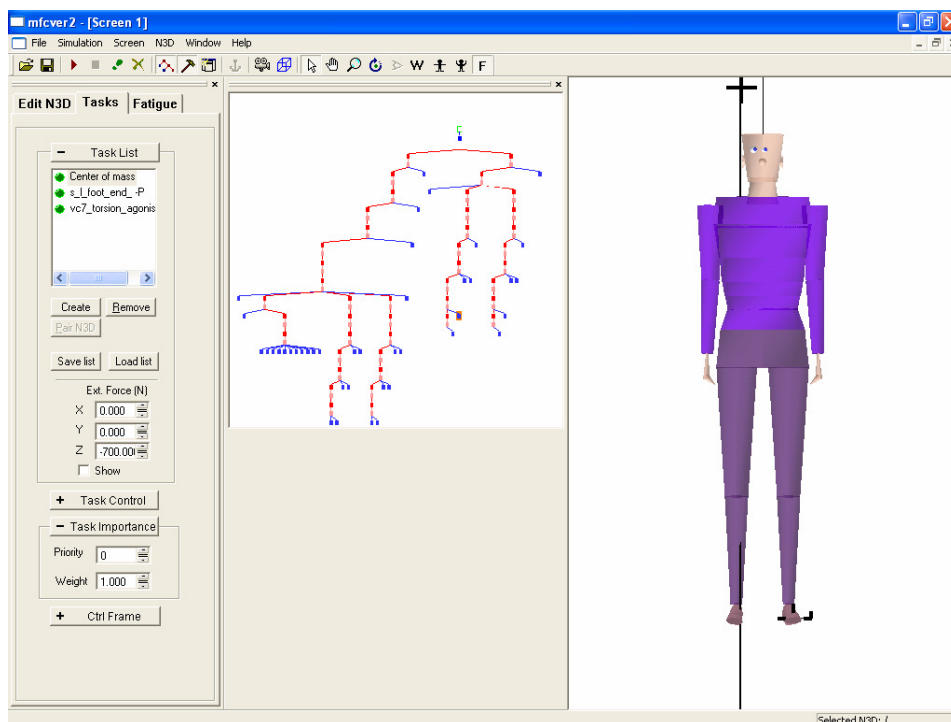 mfcver2 - [Screen 1]
File Simulation Screen N3D Window Help
W F
Edit N3D Tasks Fatigue
− Task List
Center of mass
s_l_foot_end_ -P
vc7_torsion_agonis
Create Remove
Pair N3D
Save list Load list
Ext. Force (N)
X 0.000
Y 0.000
Z -700.00
Show
+ Task Control
− Task Importance
Priority 0
Weight 1.000
+ Ctrl Frame
Selected N3D: /